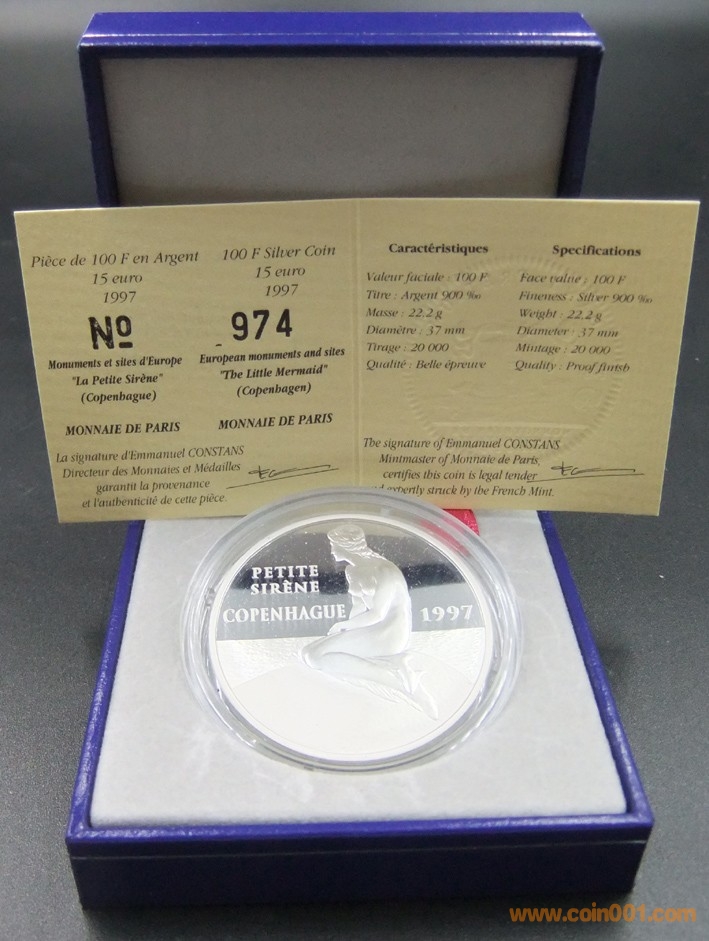 Pièce de 100 F en Argent
15 euro
1997
Nº
Monuments et sites d'Europe
"La Petite Sirène"
(Copenhague)
MONNAIE DE PARIS
La signature d'Emmanuel CONSTANS
Directeur des Monnaies et Médailles
garantit la provenance
et l'authenticité de cette pièce.
100 F Silver Coin
15 euro
1997
974
European monuments and sites
"The Little Mermaid"
(Copenhagen)
MONNAIE DE PARIS
Caractéristiques
Valeur faciale : 100 F
Titre : Argent 900 ‰
Masse : 22.2 g
Diamètre : 37 mm
Tirage : 20 000
Qualité : Belle épreuve
Specifications
Face value : 100 F
Fineness : Silver 900 ‰
Weight : 22.2 g
Diameter : 37 mm
Mintage : 20 000
Quality : Proof finish
The signature of Emmanuel CONSTANS
Mintmaster of Monnaie de Paris,
certifies this coin is legal tender
expertly struck by the French Mint.
PETITE
SIRÈNE
COPENHAGUE 1997
www.coin001.com